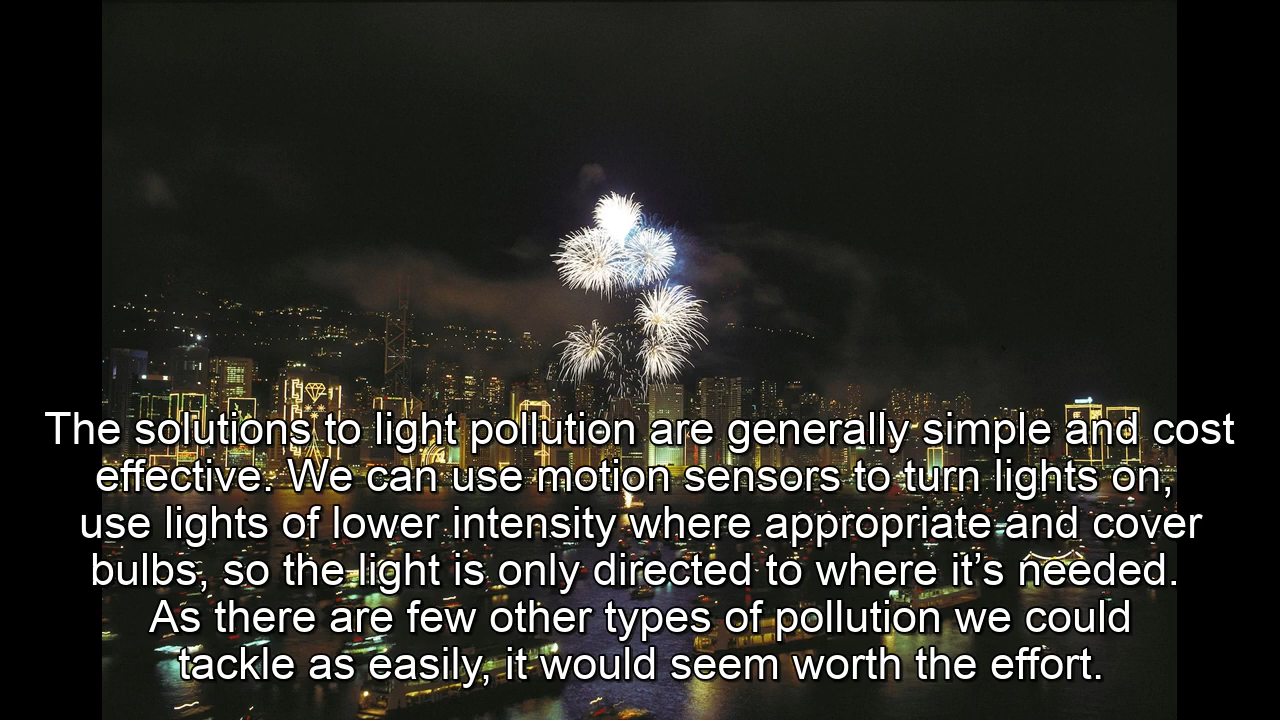 The solutions to light pollution are generally simple and cost
effective. We can use motion sensors to turn lights on,
use lights of lower intensity where appropriate and cover
bulbs, so the light is only directed to where it’s needed.
As there are few other types of pollution we could
tackle as easily, it would seem worth the effort.